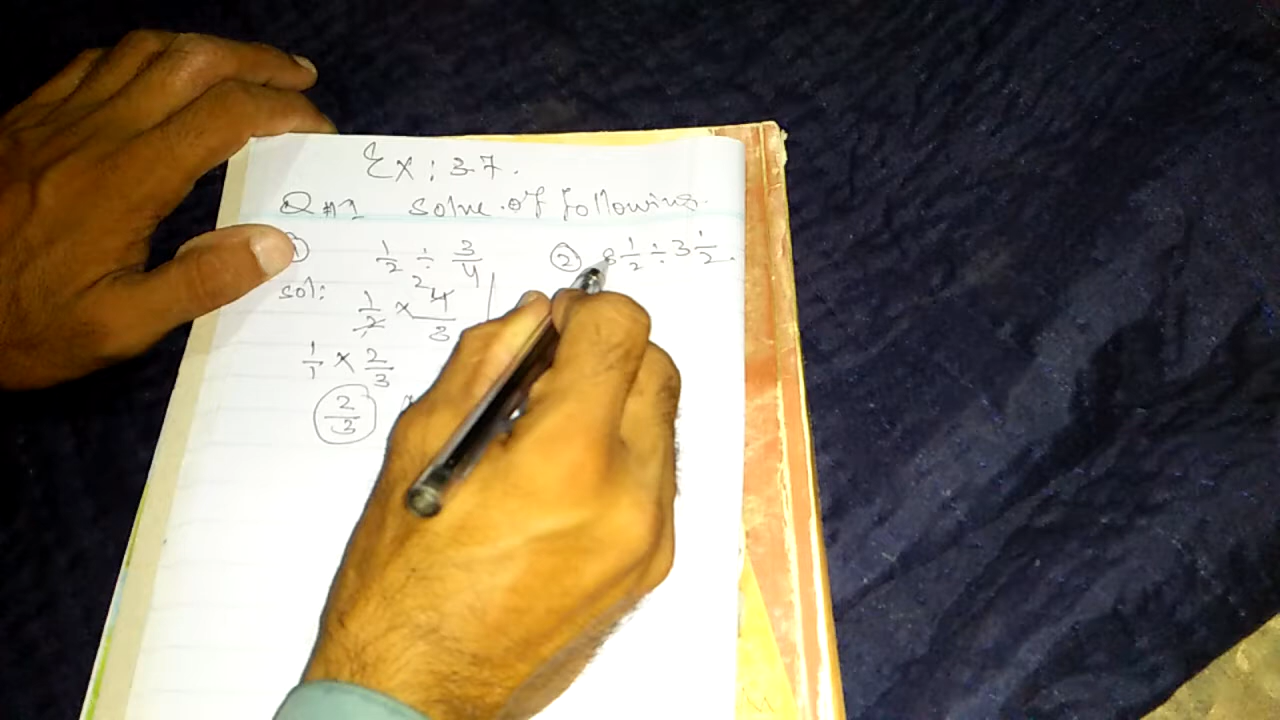 Ex: 3.7.
Q#1 Solve of following.
① 1/2 ÷ 3/4 ② 8 1/2 ÷ 3 1/2.
Sol:
1/2 × 4/3 2
1/1 × 2/3
2/3